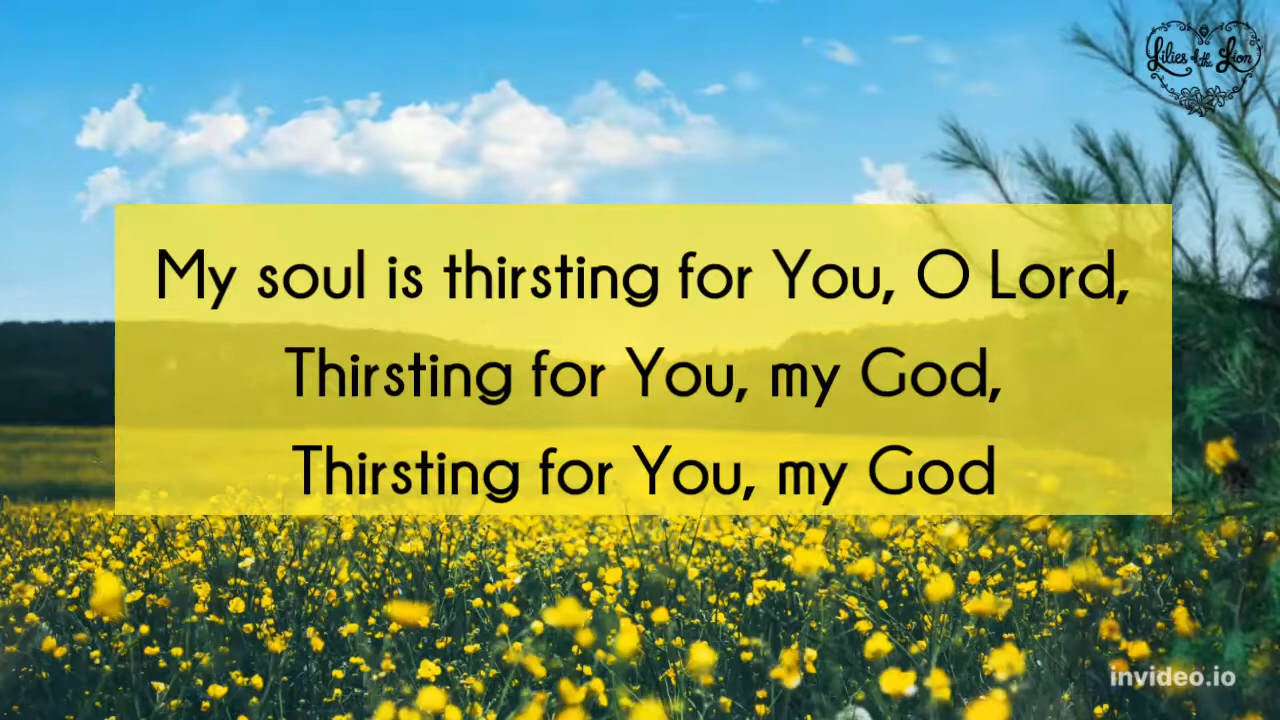 Lilies of the Lion
My soul is thirsting for You, O Lord,
Thirsting for You, my God,
Thirsting for You, my God
invideo.io